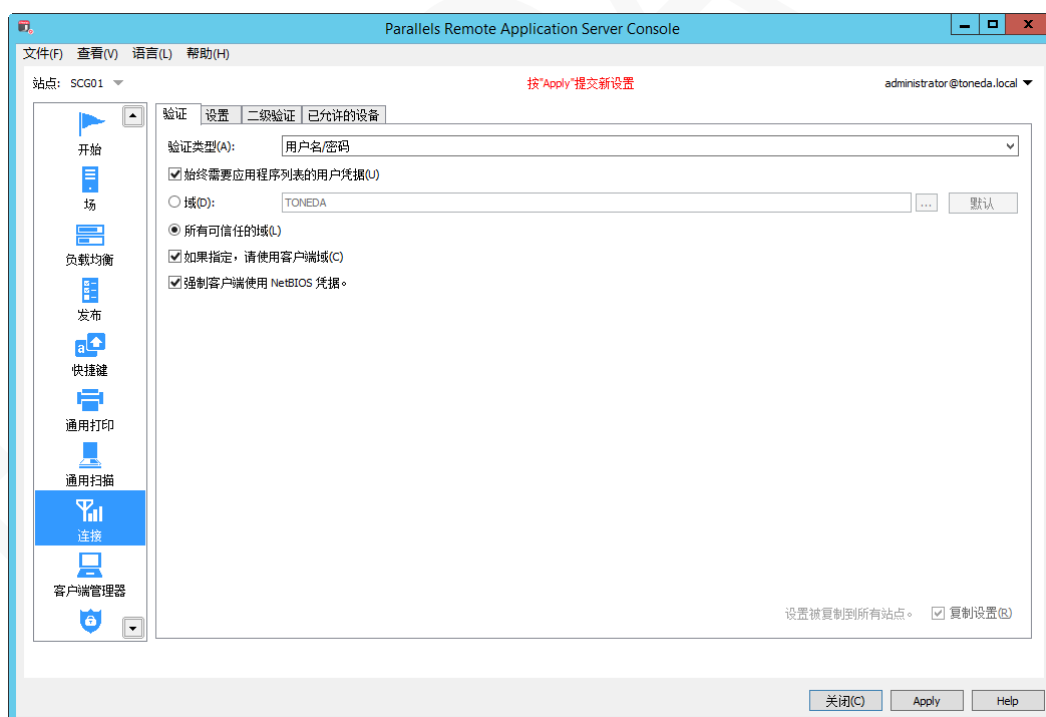 Parallels Remote Application Server Console
文件(F) 查看(V) 语言(L) 帮助(H)
站点: SCG01 按"Apply"提交新设置 administrator@toneda.local
验证 设置 二级验证 已允许的设备
开始
场
负载均衡
发布
快捷键
通用打印
通用扫描
连接
客户端管理器
验证类型(A): 用户名/密码
始终需要应用程序列表的用户凭据(U)
域(D): TONEDA ... 默认
所有可信任的域(L)
如果指定，请使用客户端域(C)
强制客户端使用 NetBIOS 凭据。
设置被复制到所有站点。 复制设置(R)
关闭(C) Apply Help